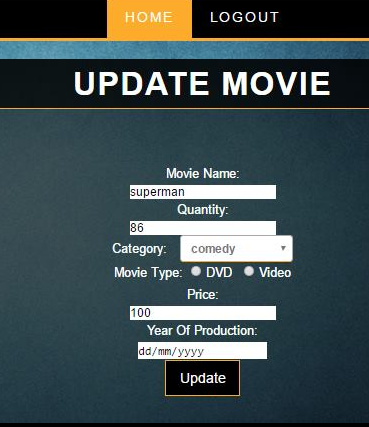 HOME LOGOUT
UPDATE MOVIE
Movie Name:
superman
Quantity:
86
Category: comedy
Movie Type: DVD Video
Price:
100
Year Of Production:
dd/mm/yyyy
Update